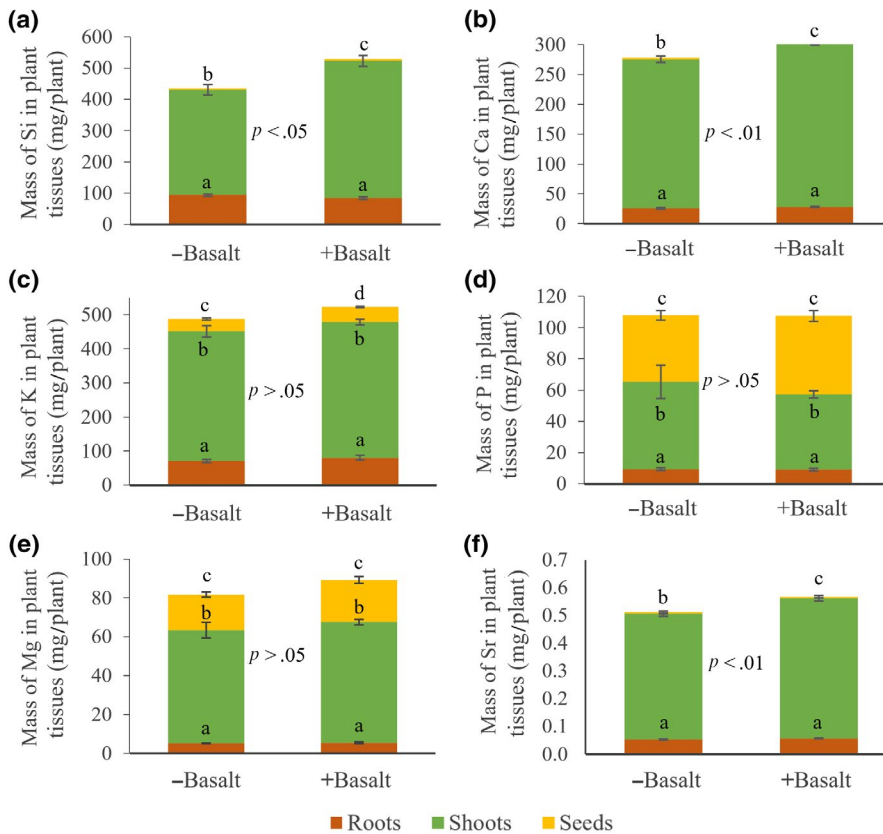 (a)
Mass of Si in plant
tissues (mg/plant)
600
500
400
300
200
100
0
b
c
p <.05
a
a
–Basalt
+Basalt
(b)
Mass of Ca in plant
tissues (mg/plant)
300
250
200
150
100
50
0
b
c
p <.01
a
a
–Basalt
+Basalt
(c)
Mass of K in plant
tissues (mg/plant)
500
400
300
200
100
0
c
d
b
b
p >.05
a
a
–Basalt
+Basalt
(d)
Mass of P in plant
tissues (mg/plant)
120
100
80
60
40
20
0
c
c
p >.05
b
b
a
a
–Basalt
+Basalt
(e)
Mass of Mg in plant
tissues (mg/plant)
100
80
60
40
20
0
c
c
b
b
p >.05
a
a
–Basalt
+Basalt
(f)
Mass of Sr in plant
tissues (mg/plant)
0.7
0.6
0.5
0.4
0.3
0.2
0.1
0.0
b
c
p <.01
a
a
–Basalt
+Basalt
Roots Shoots Seeds